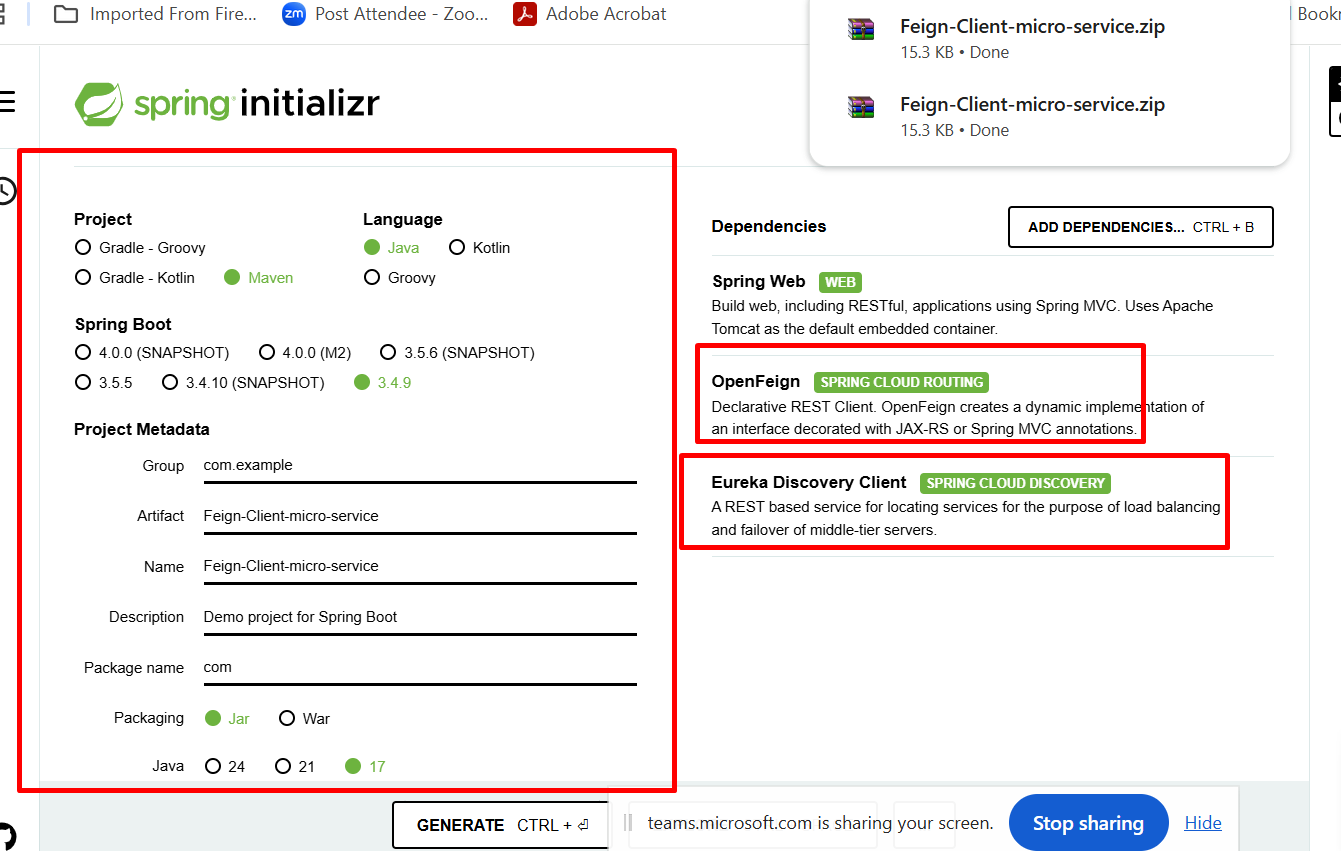 Imported From Fire...
Post Attendee - Zoo...
Adobe Acrobat
zm
Feign-Client-micro-service.zip
15.3 KB • Done
Feign-Client-micro-service.zip
15.3 KB • Done
spring initializr
Project
Gradle - Groovy
Gradle - Kotlin Maven
Language
Java Kotlin
Groovy
Spring Boot
4.0.0 (SNAPSHOT) 4.0.0 (M2) 3.5.6 (SNAPSHOT)
3.5.5 3.4.10 (SNAPSHOT) 3.4.9
Project Metadata
Group com.example
Artifact Feign-Client-micro-service
Name Feign-Client-micro-service
Description Demo project for Spring Boot
Package name com
Packaging Jar War
Java 24 21 17
Dependencies
ADD DEPENDENCIES... CTRL + B
Spring Web WEB
Build web, including RESTful, applications using Spring MVC. Uses Apache
Tomcat as the default embedded container.
OpenFeign SPRING CLOUD ROUTING
Declarative REST Client. OpenFeign creates a dynamic implementation of
an interface decorated with JAX-RS or Spring MVC annotations.
Eureka Discovery Client SPRING CLOUD DISCOVERY
A REST based service for locating services for the purpose of load balancing
and failover of middle-tier servers.
GENERATE CTRL + ⏎
teams.microsoft.com is sharing your screen.
Stop sharing
Hide